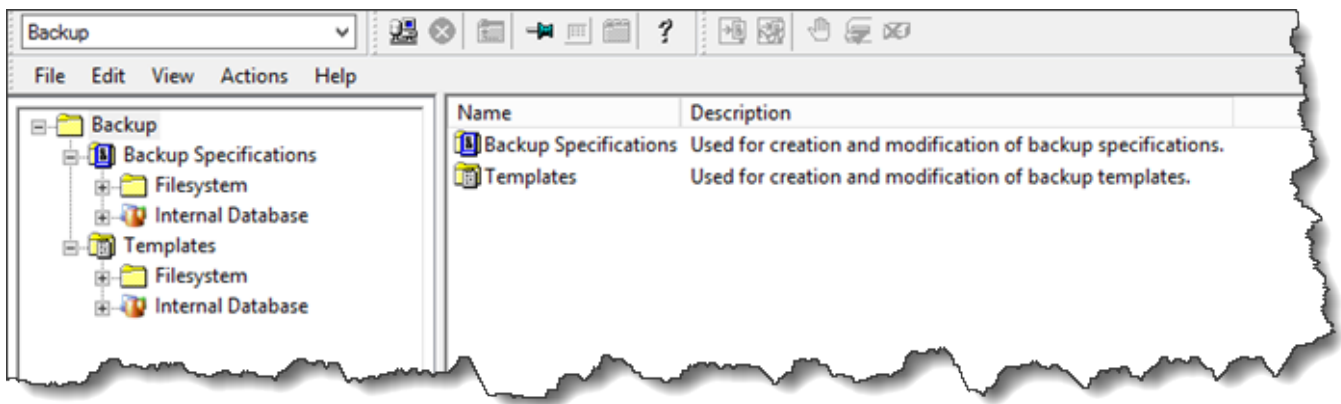 Backup
?
File Edit View Actions Help
Backup
Backup Specifications
Filesystem
Internal Database
Templates
Filesystem
Internal Database
Name Description
Backup Specifications Used for creation and modification of backup specifications.
Templates Used for creation and modification of backup templates.